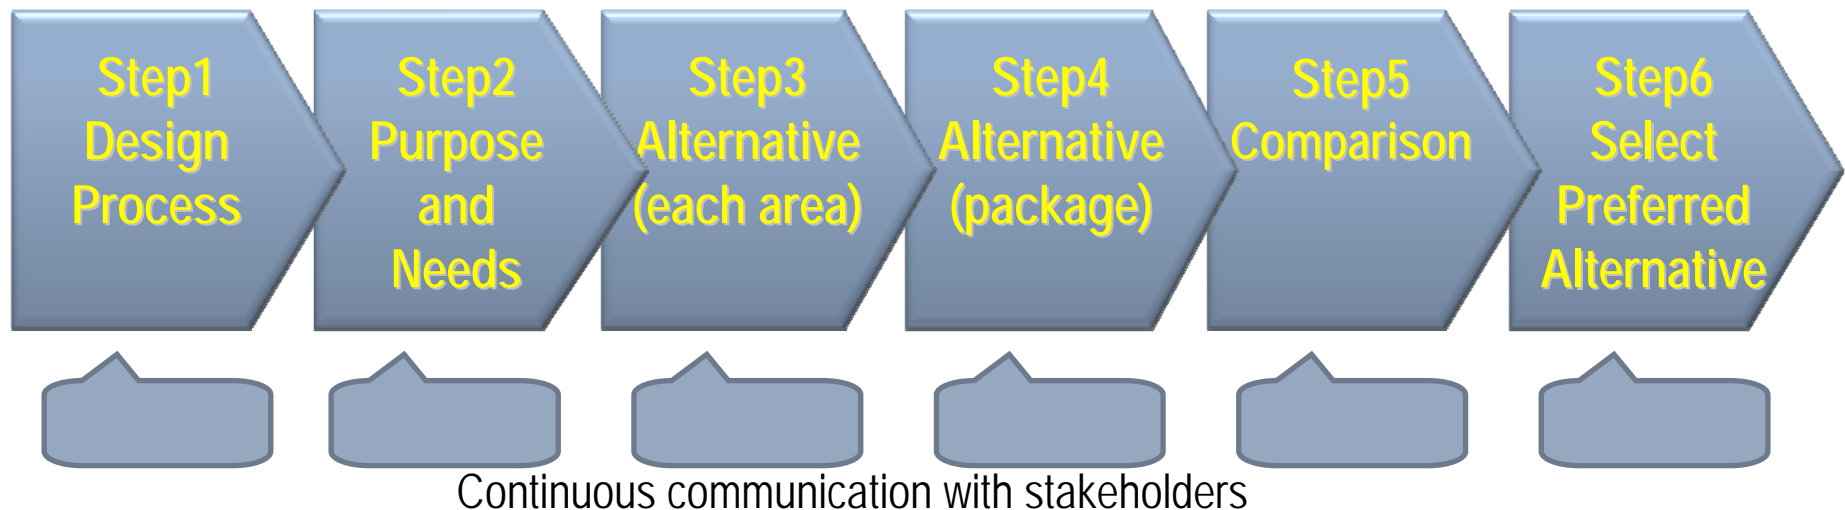 Step1
Design
Process
Step2
Purpose
and
Needs
Step3
Alternative
(each area)
Step4
Alternative
(package)
Step5
Comparison
Step6
Select
Preferred
Alternative
Continuous communication with stakeholders